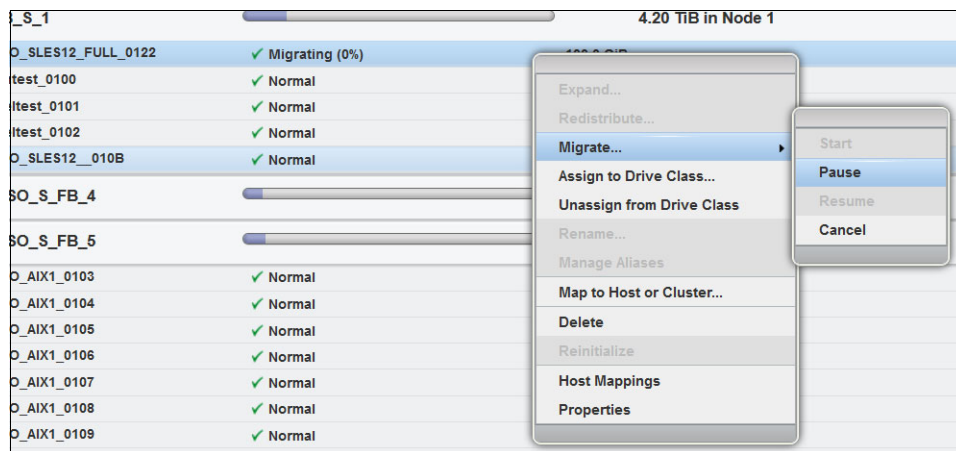 _S_1 4.20 TiB in Node 1
O_SLES12_FULL_0122 Migrating (0%)
test_0100 Normal
ltest_0101 Normal
ltest_0102 Normal
O_SLES12__010B Normal
SO_S_FB_4
SO_S_FB_5
O_AIX1_0103 Normal
O_AIX1_0104 Normal
O_AIX1_0105 Normal
O_AIX1_0106 Normal
O_AIX1_0107 Normal
O_AIX1_0108 Normal
O_AIX1_0109 Normal
Expand...
Redistribute...
Migrate...
Assign to Drive Class...
Unassign from Drive Class
Rename...
Manage Aliases
Map to Host or Cluster...
Delete
Reinitialize
Host Mappings
Properties
Start
Pause
Resume
Cancel